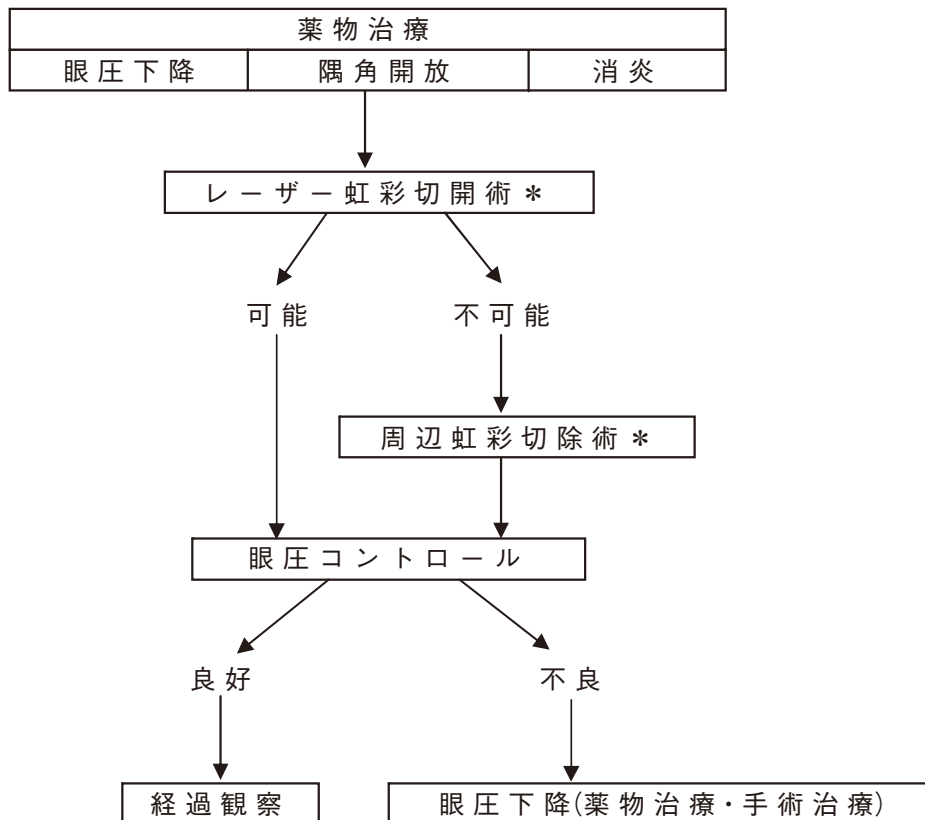 薬物治療
眼圧下降 隅角開放 消炎
レーザー虹彩切開術*
可能 不可能
周辺虹彩切除術*
眼圧コントロール
良好 不良
経過観察 眼圧下降(薬物治療・手術治療)